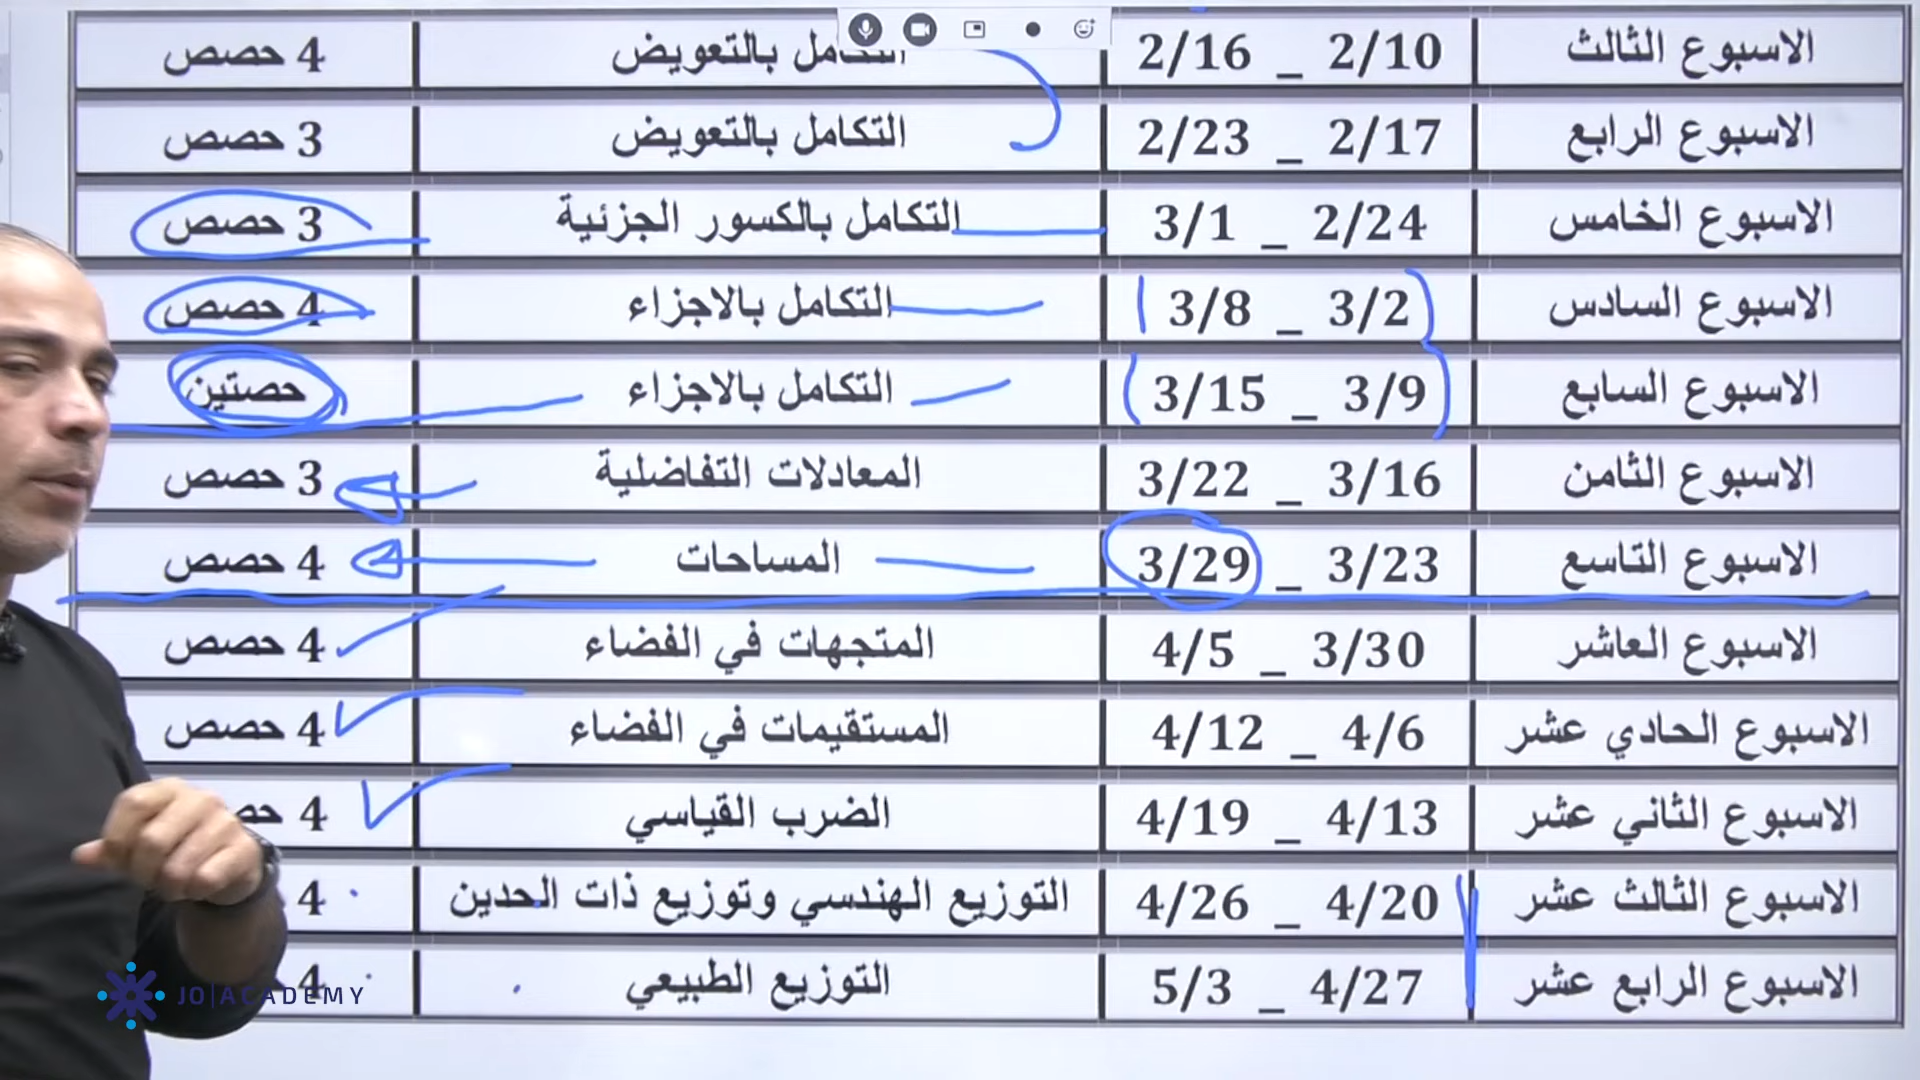 الاسبوع الثالث 2/10 _ 2/16 التكامل بالتعويض 4 حصص
الاسبوع الرابع 2/17 _ 2/23 التكامل بالتعويض 3 حصص
الاسبوع الخامس 2/24 _ 3/1 التكامل بالكسور الجزئية 3 حصص
الاسبوع السادس 3/2 _ 3/8 التكامل بالاجزاء 4 حصص
الاسبوع السابع 3/9 _ 3/15 التكامل بالاجزاء حصتين
الاسبوع الثامن 3/16 _ 3/22 المعادلات التفاضلية 3 حصص
الاسبوع التاسع 3/23 _ 3/29 المساحات 4 حصص
الاسبوع العاشر 3/30 _ 4/5 المتجهات في الفضاء 4 حصص
الاسبوع الحادي عشر 4/6 _ 4/12 المستقيمات في الفضاء 4 حصص
الاسبوع الثاني عشر 4/13 _ 4/19 الضرب القياسي 4
الاسبوع الثالث عشر 4/20 _ 4/26 التوزيع الهندسي وتوزيع ذات الحدين 4
الاسبوع الرابع عشر 4/27 _ 5/3 التوزيع الطبيعي 4
JO|ACADEMY